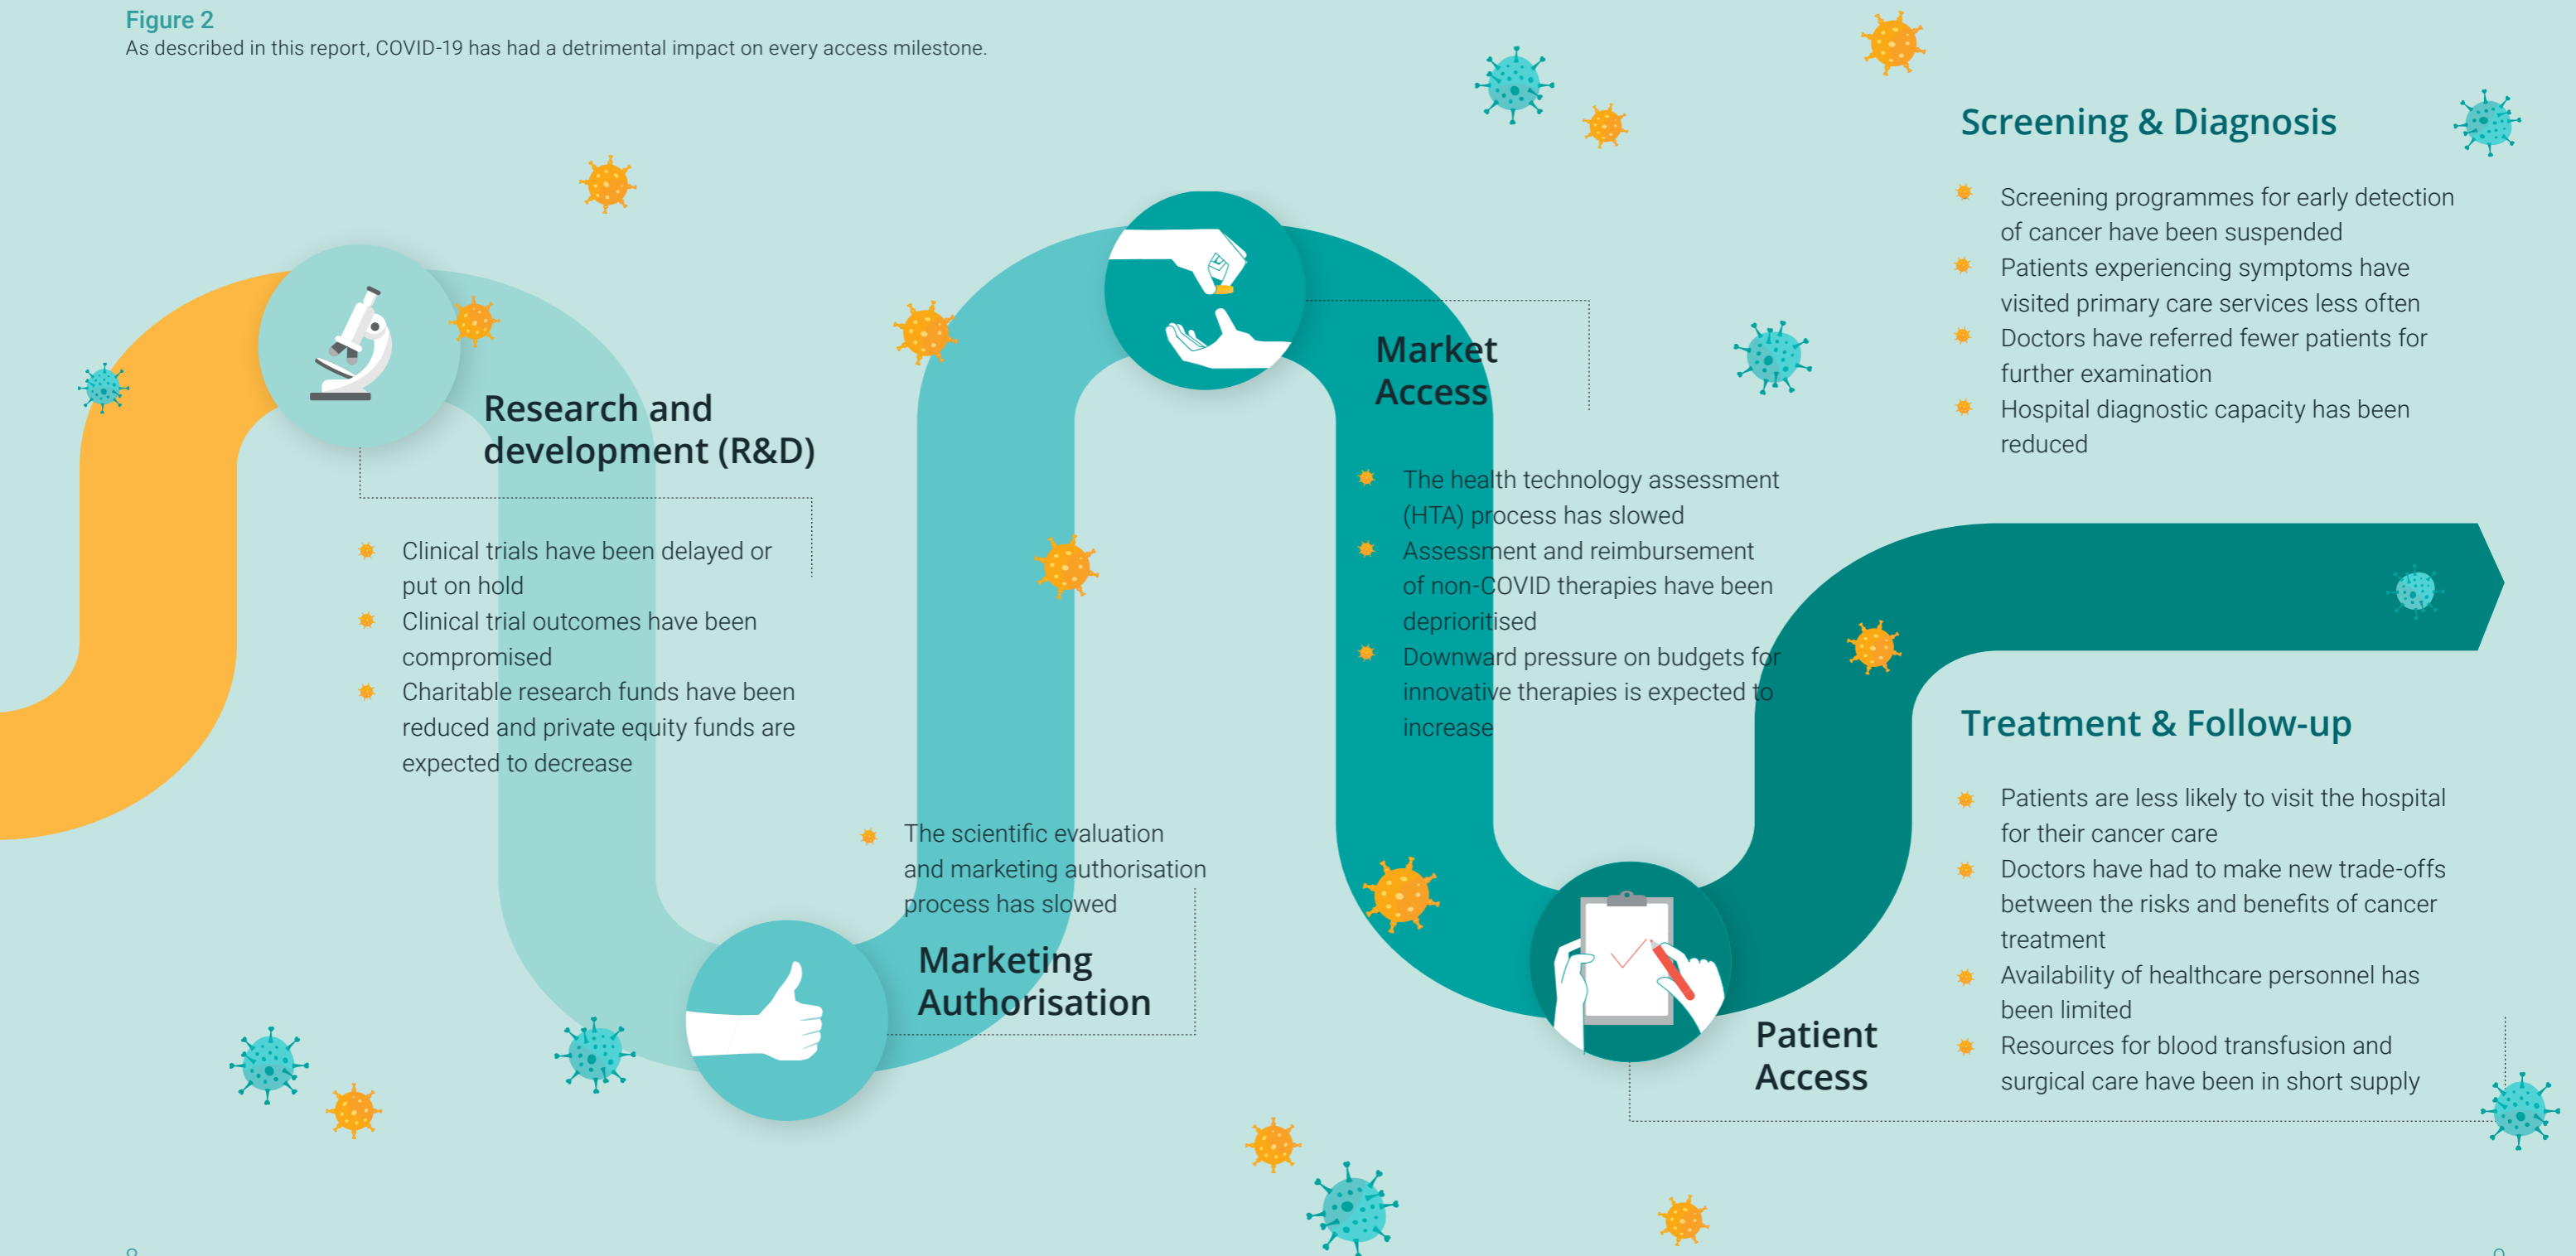 Figure 2
As described in this report, COVID-19 has had a detrimental impact on every access milestone.
Research and
development (R&D)
Clinical trials have been delayed or
put on hold
Clinical trial outcomes have been
compromised
Charitable research funds have been
reduced and private equity funds are
expected to decrease
The scientific evaluation
and marketing authorisation
process has slowed
Marketing
Authorisation
Market
Access
The health technology assessment
(HTA) process has slowed
Assessment and reimbursement
of non-COVID therapies have been
deprioritised
Downward pressure on budgets for
innovative therapies is expected to
increase
Patient
Access
Screening & Diagnosis
Screening programmes for early detection
of cancer have been suspended
Patients experiencing symptoms have
visited primary care services less often
Doctors have referred fewer patients for
further examination
Hospital diagnostic capacity has been
reduced
Treatment & Follow-up
Patients are less likely to visit the hospital
for their cancer care
Doctors have had to make new trade-offs
between the risks and benefits of cancer
treatment
Availability of healthcare personnel has
been limited
Resources for blood transfusion and
surgical care have been in short supply